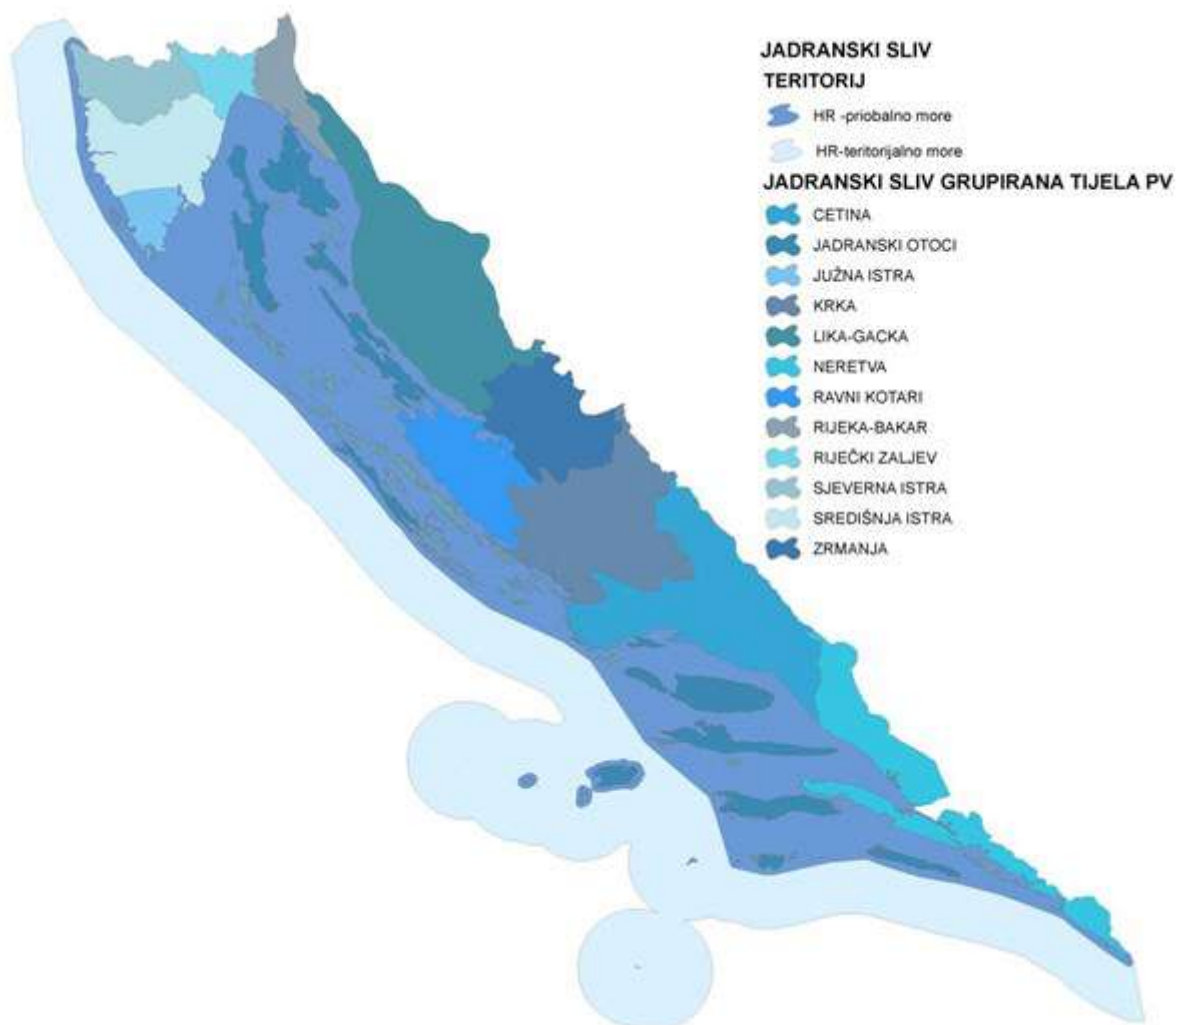 JADRANSKI SLIV
TERITORIJ
HR -priobalno more
HR-teritorijalno more
JADRANSKI SLIV GRUPIRANA TIJELA PV
CETINA
JADRANSKI OTOCI
JUŽNA ISTRA
KRKA
LIKA-GACKA
NERETVA
RAVNI KOTARI
RIJEKA-BAKAR
RIJEČKI ZALJEV
SJEVERNA ISTRA
SREDIŠNJA ISTRA
ZRMANJA